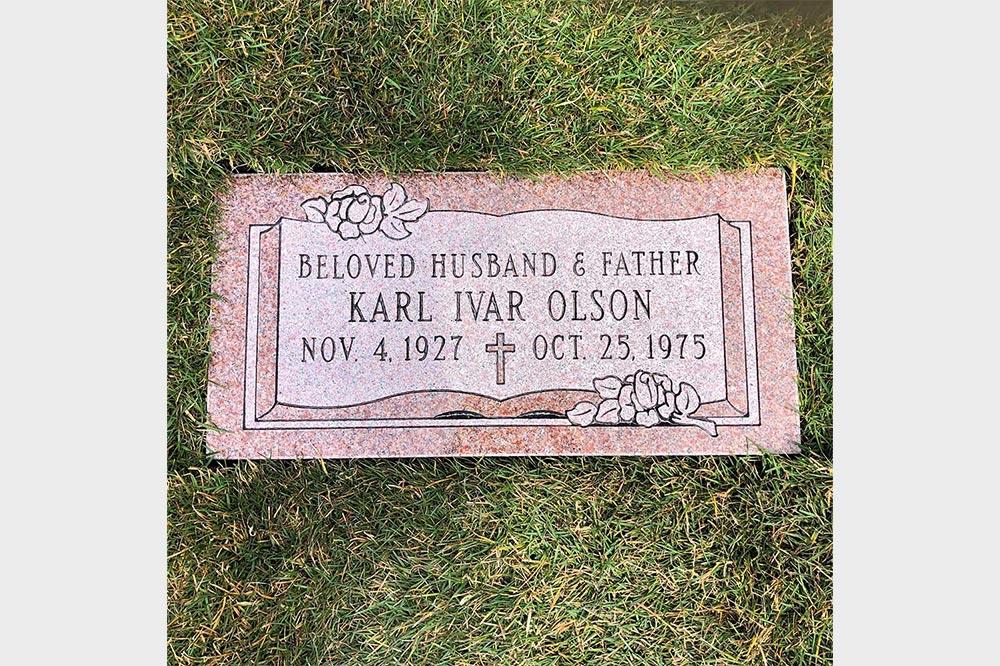 BELOVED HUSBAND & FATHER
KARL IVAR OLSON
NOV. 4, 1927 OCT. 25, 1975